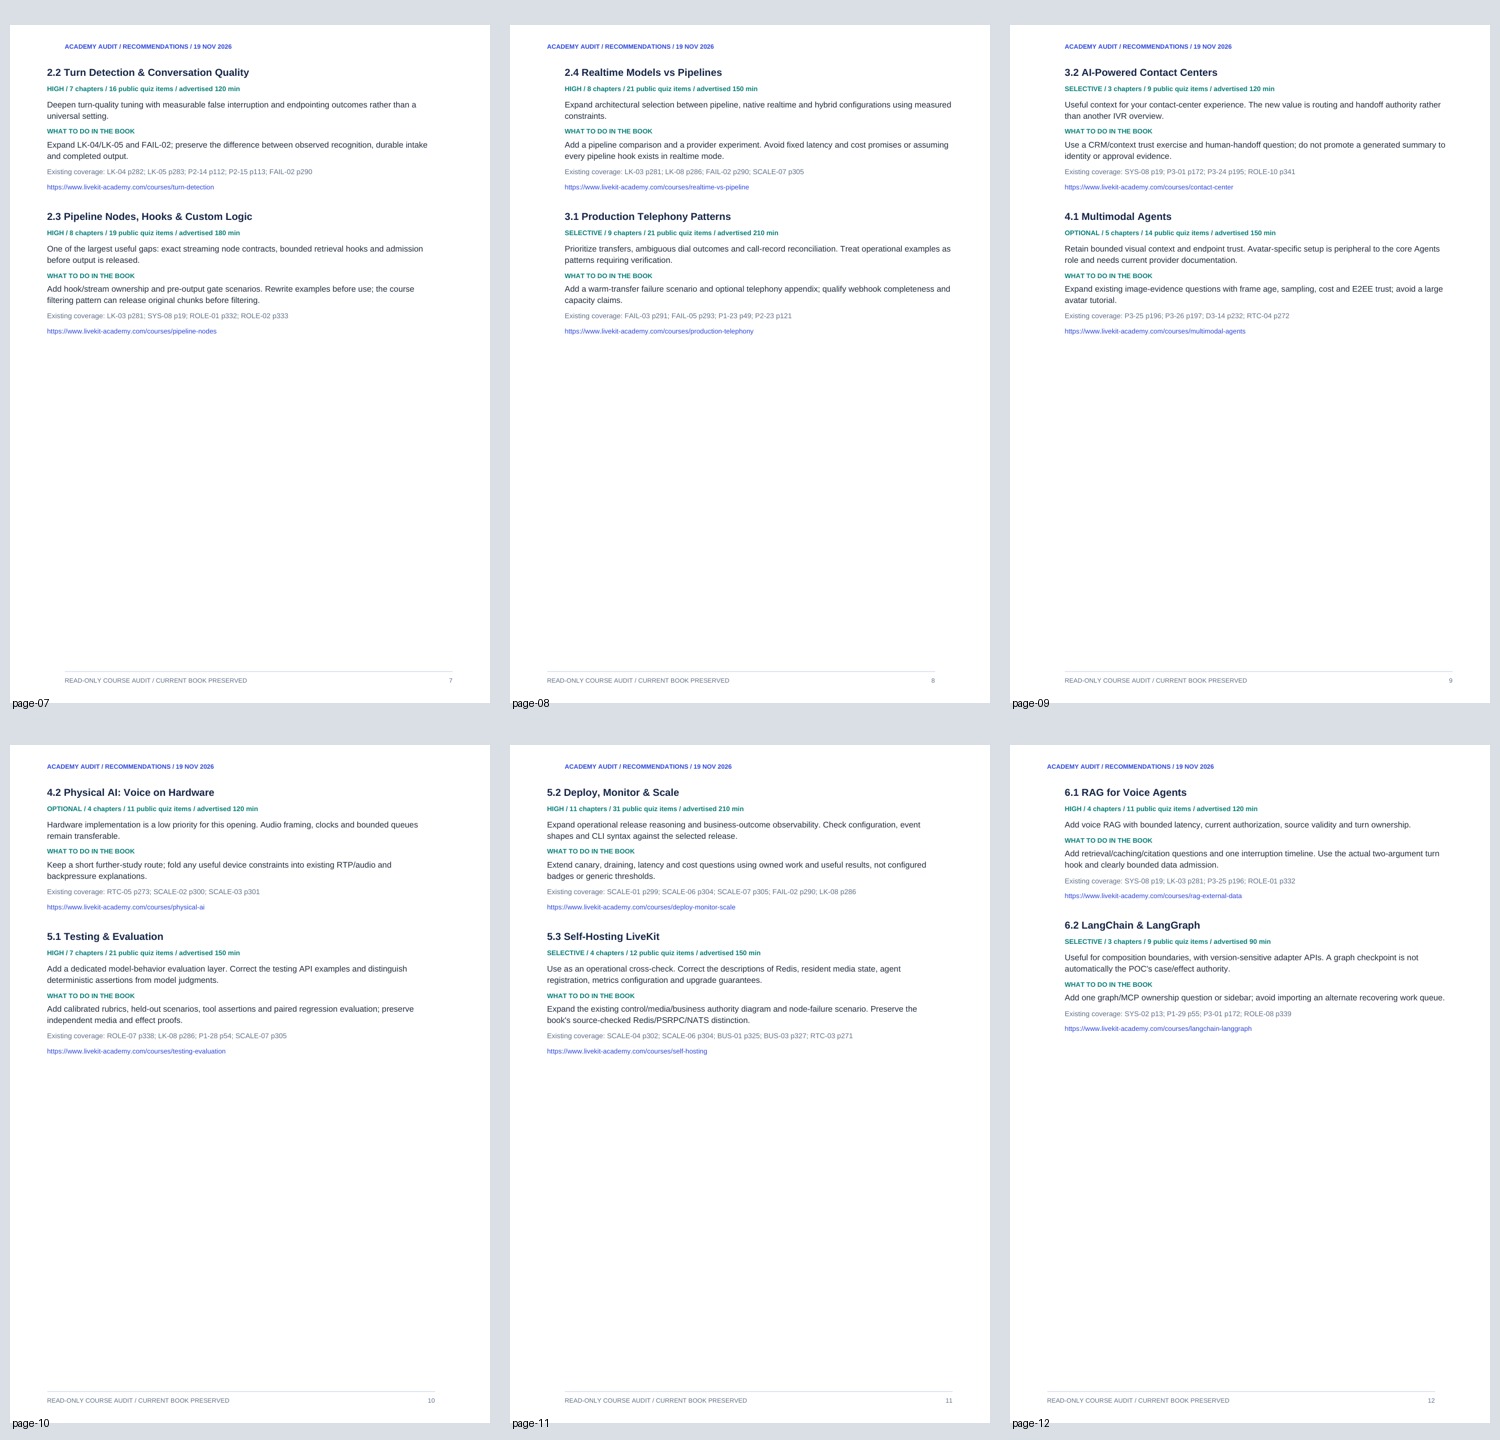 ACADEMY AUDIT / RECOMMENDATIONS / 19 NOV 2026
2.2 Turn Detection & Conversation Quality
HIGH / 7 chapters / 16 public quiz items / advertised 120 min
Deepen turn-quality tuning with measurable false interruption and endpointing outcomes rather than a
universal setting.
WHAT TO DO IN THE BOOK
Expand LK-04/LK-05 and FAIL-02; preserve the difference between observed recognition, durable intake
and completed output.
Existing coverage: LK-04 p282; LK-05 p283; P2-14 p112; P2-15 p113; FAIL-02 p290
https://www.livekit-academy.com/courses/turn-detection
2.3 Pipeline Nodes, Hooks & Custom Logic
HIGH / 8 chapters / 19 public quiz items / advertised 180 min
One of the largest useful gaps: exact streaming node contracts, bounded retrieval hooks and admission
before output is released.
WHAT TO DO IN THE BOOK
Add hook/stream ownership and pre-output gate scenarios. Rewrite examples before use; the course
filtering pattern can release original chunks before filtering.
Existing coverage: LK-03 p281; SYS-08 p19; ROLE-01 p332; ROLE-02 p333
https://www.livekit-academy.com/courses/pipeline-nodes
READ-ONLY COURSE AUDIT / CURRENT BOOK PRESERVED
7
page-07
ACADEMY AUDIT / RECOMMENDATIONS / 19 NOV 2026
2.4 Realtime Models vs Pipelines
HIGH / 8 chapters / 21 public quiz items / advertised 150 min
Expand architectural selection between pipeline, native realtime and hybrid configurations using measured
constraints.
WHAT TO DO IN THE BOOK
Add a pipeline comparison and a provider experiment. Avoid fixed latency and cost promises or assuming
every pipeline hook exists in realtime mode.
Existing coverage: LK-03 p281; LK-08 p286; FAIL-02 p290; SCALE-07 p305
https://www.livekit-academy.com/courses/realtime-vs-pipeline
3.1 Production Telephony Patterns
SELECTIVE / 9 chapters / 21 public quiz items / advertised 210 min
Prioritize transfers, ambiguous dial outcomes and call-record reconciliation. Treat operational examples as
patterns requiring verification.
WHAT TO DO IN THE BOOK
Add a warm-transfer failure scenario and optional telephony appendix; qualify webhook completeness and
capacity claims.
Existing coverage: FAIL-03 p291; FAIL-05 p293; P1-23 p49; P2-23 p121
https://www.livekit-academy.com/courses/production-telephony
READ-ONLY COURSE AUDIT / CURRENT BOOK PRESERVED
8
page-08
ACADEMY AUDIT / RECOMMENDATIONS / 19 NOV 2026
3.2 AI-Powered Contact Centers
SELECTIVE / 3 chapters / 9 public quiz items / advertised 120 min
Useful context for your contact-center experience. The new value is routing and handoff authority rather
than another IVR overview.
WHAT TO DO IN THE BOOK
Use a CRM/context trust exercise and human-handoff question; do not promote a generated summary to
identity or approval evidence.
Existing coverage: SYS-08 p19; P3-01 p172; P3-24 p195; ROLE-10 p341
https://www.livekit-academy.com/courses/contact-center
4.1 Multimodal Agents
OPTIONAL / 5 chapters / 14 public quiz items / advertised 150 min
Retain bounded visual context and endpoint trust. Avatar-specific setup is peripheral to the core Agents
role and needs current provider documentation.
WHAT TO DO IN THE BOOK
Expand existing image-evidence questions with frame age, sampling, cost and E2EE trust; avoid a large
avatar tutorial.
Existing coverage: P3-25 p196; P3-26 p197; D3-14 p232; RTC-04 p272
https://www.livekit-academy.com/courses/multimodal-agents
READ-ONLY COURSE AUDIT / CURRENT BOOK PRESERVED
9
page-09
ACADEMY AUDIT / RECOMMENDATIONS / 19 NOV 2026
4.2 Physical AI: Voice on Hardware
OPTIONAL / 4 chapters / 11 public quiz items / advertised 120 min
Hardware implementation is a low priority for this opening. Audio framing, clocks and bounded queues
remain transferable.
WHAT TO DO IN THE BOOK
Keep a short further-study route; fold any useful device constraints into existing RTP/audio and
backpressure explanations.
Existing coverage: RTC-05 p273; SCALE-02 p300; SCALE-03 p301
https://www.livekit-academy.com/courses/physical-ai
5.1 Testing & Evaluation
HIGH / 7 chapters / 21 public quiz items / advertised 150 min
Add a dedicated model-behavior evaluation layer. Correct the testing API examples and distinguish
deterministic assertions from model judgments.
WHAT TO DO IN THE BOOK
Add calibrated rubrics, held-out scenarios, tool assertions and paired regression evaluation; preserve
independent media and effect proofs.
Existing coverage: ROLE-07 p338; LK-08 p286; P1-28 p54; SCALE-07 p305
https://www.livekit-academy.com/courses/testing-evaluation
READ-ONLY COURSE AUDIT / CURRENT BOOK PRESERVED
10
page-10
ACADEMY AUDIT / RECOMMENDATIONS / 19 NOV 2026
5.2 Deploy, Monitor & Scale
HIGH / 11 chapters / 31 public quiz items / advertised 210 min
Expand operational release reasoning and business-outcome observability. Check configuration, event
shapes and CLI syntax against the selected release.
WHAT TO DO IN THE BOOK
Extend canary, draining, latency and cost questions using owned work and useful results, not configured
badges or generic thresholds.
Existing coverage: SCALE-01 p299; SCALE-06 p304; SCALE-07 p305; FAIL-02 p290; LK-08 p286
https://www.livekit-academy.com/courses/deploy-monitor-scale
5.3 Self-Hosting LiveKit
SELECTIVE / 4 chapters / 12 public quiz items / advertised 150 min
Use as an operational cross-check. Correct the descriptions of Redis, resident media state, agent
registration, metrics configuration and upgrade guarantees.
WHAT TO DO IN THE BOOK
Expand the existing control/media/business authority diagram and node-failure scenario. Preserve the
book's source-checked Redis/PSRPC/NATS distinction.
Existing coverage: SCALE-04 p302; SCALE-06 p304; BUS-01 p325; BUS-03 p327; RTC-03 p271
https://www.livekit-academy.com/courses/self-hosting
READ-ONLY COURSE AUDIT / CURRENT BOOK PRESERVED
11
page-11
ACADEMY AUDIT / RECOMMENDATIONS / 19 NOV 2026
6.1 RAG for Voice Agents
HIGH / 4 chapters / 11 public quiz items / advertised 120 min
Add voice RAG with bounded latency, current authorization, source validity and turn ownership.
WHAT TO DO IN THE BOOK
Add retrieval/caching/citation questions and one interruption timeline. Use the actual two-argument turn
hook and clearly bounded data admission.
Existing coverage: SYS-08 p19; LK-03 p281; P3-25 p196; ROLE-01 p332
https://www.livekit-academy.com/courses/rag-external-data
6.2 LangChain & LangGraph
SELECTIVE / 3 chapters / 9 public quiz items / advertised 90 min
Useful for composition boundaries, with version-sensitive adapter APIs. A graph checkpoint is not
automatically the POC's case/effect authority.
WHAT TO DO IN THE BOOK
Add one graph/MCP ownership question or sidebar; avoid importing an alternate recovering work queue.
Existing coverage: SYS-02 p13; P1-29 p55; P3-01 p172; ROLE-08 p339
https://www.livekit-academy.com/courses/langchain-langgraph
READ-ONLY COURSE AUDIT / CURRENT BOOK PRESERVED
12
page-12